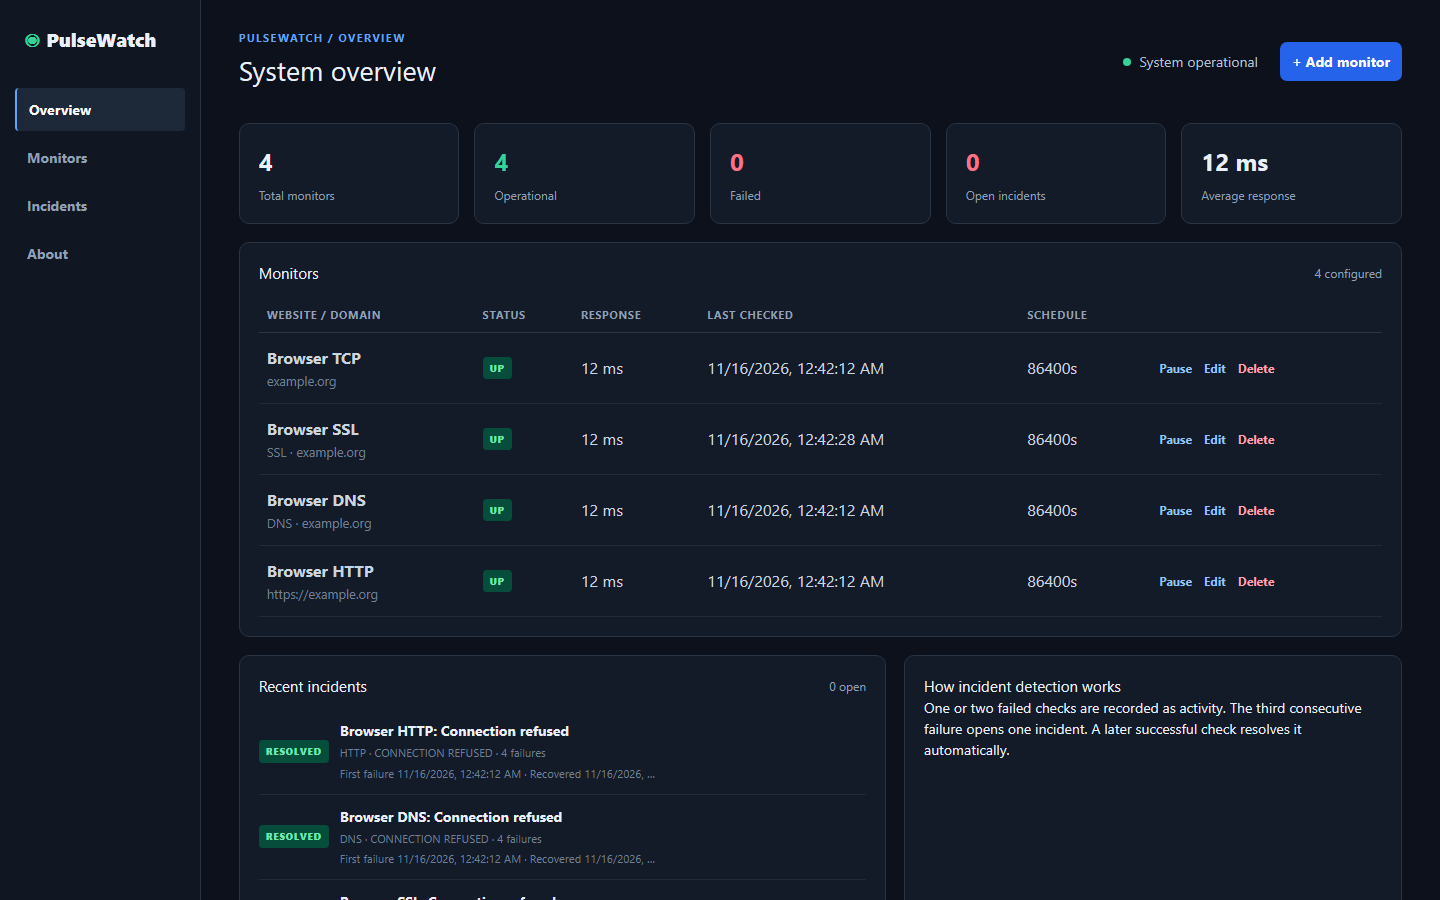 PulseWatch
Overview
Monitors
Incidents
About
PULSEWATCH / OVERVIEW
System overview
System operational
+ Add monitor
4
Total monitors
4
Operational
0
Failed
0
Open incidents
12 ms
Average response
Monitors
4 configured
WEBSITE / DOMAIN STATUS RESPONSE LAST CHECKED SCHEDULE
Browser TCP
example.org
UP 12 ms 11/16/2026, 12:42:12 AM 86400s Pause Edit Delete
Browser SSL
SSL · example.org
UP 12 ms 11/16/2026, 12:42:28 AM 86400s Pause Edit Delete
Browser DNS
DNS · example.org
UP 12 ms 11/16/2026, 12:42:12 AM 86400s Pause Edit Delete
Browser HTTP
https://example.org
UP 12 ms 11/16/2026, 12:42:12 AM 86400s Pause Edit Delete
Recent incidents
0 open
RESOLVED
Browser HTTP: Connection refused
HTTP · CONNECTION REFUSED · 4 failures
First failure 11/16/2026, 12:42:12 AM · Recovered 11/16/2026, ...
RESOLVED
Browser DNS: Connection refused
DNS · CONNECTION REFUSED · 4 failures
First failure 11/16/2026, 12:42:12 AM · Recovered 11/16/2026, ...
How incident detection works
One or two failed checks are recorded as activity. The third consecutive
failure opens one incident. A later successful check resolves it
automatically.